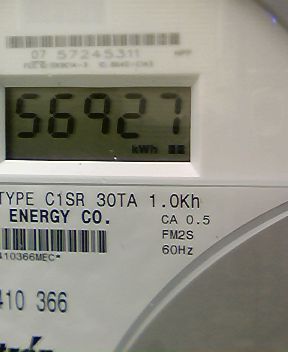 07 57245311
56927
kWh
TYPE C1SR 30TA 1.0Kh
ENERGY CO. CA 0.5
FM2S
410366MEC* 60Hz
410 366